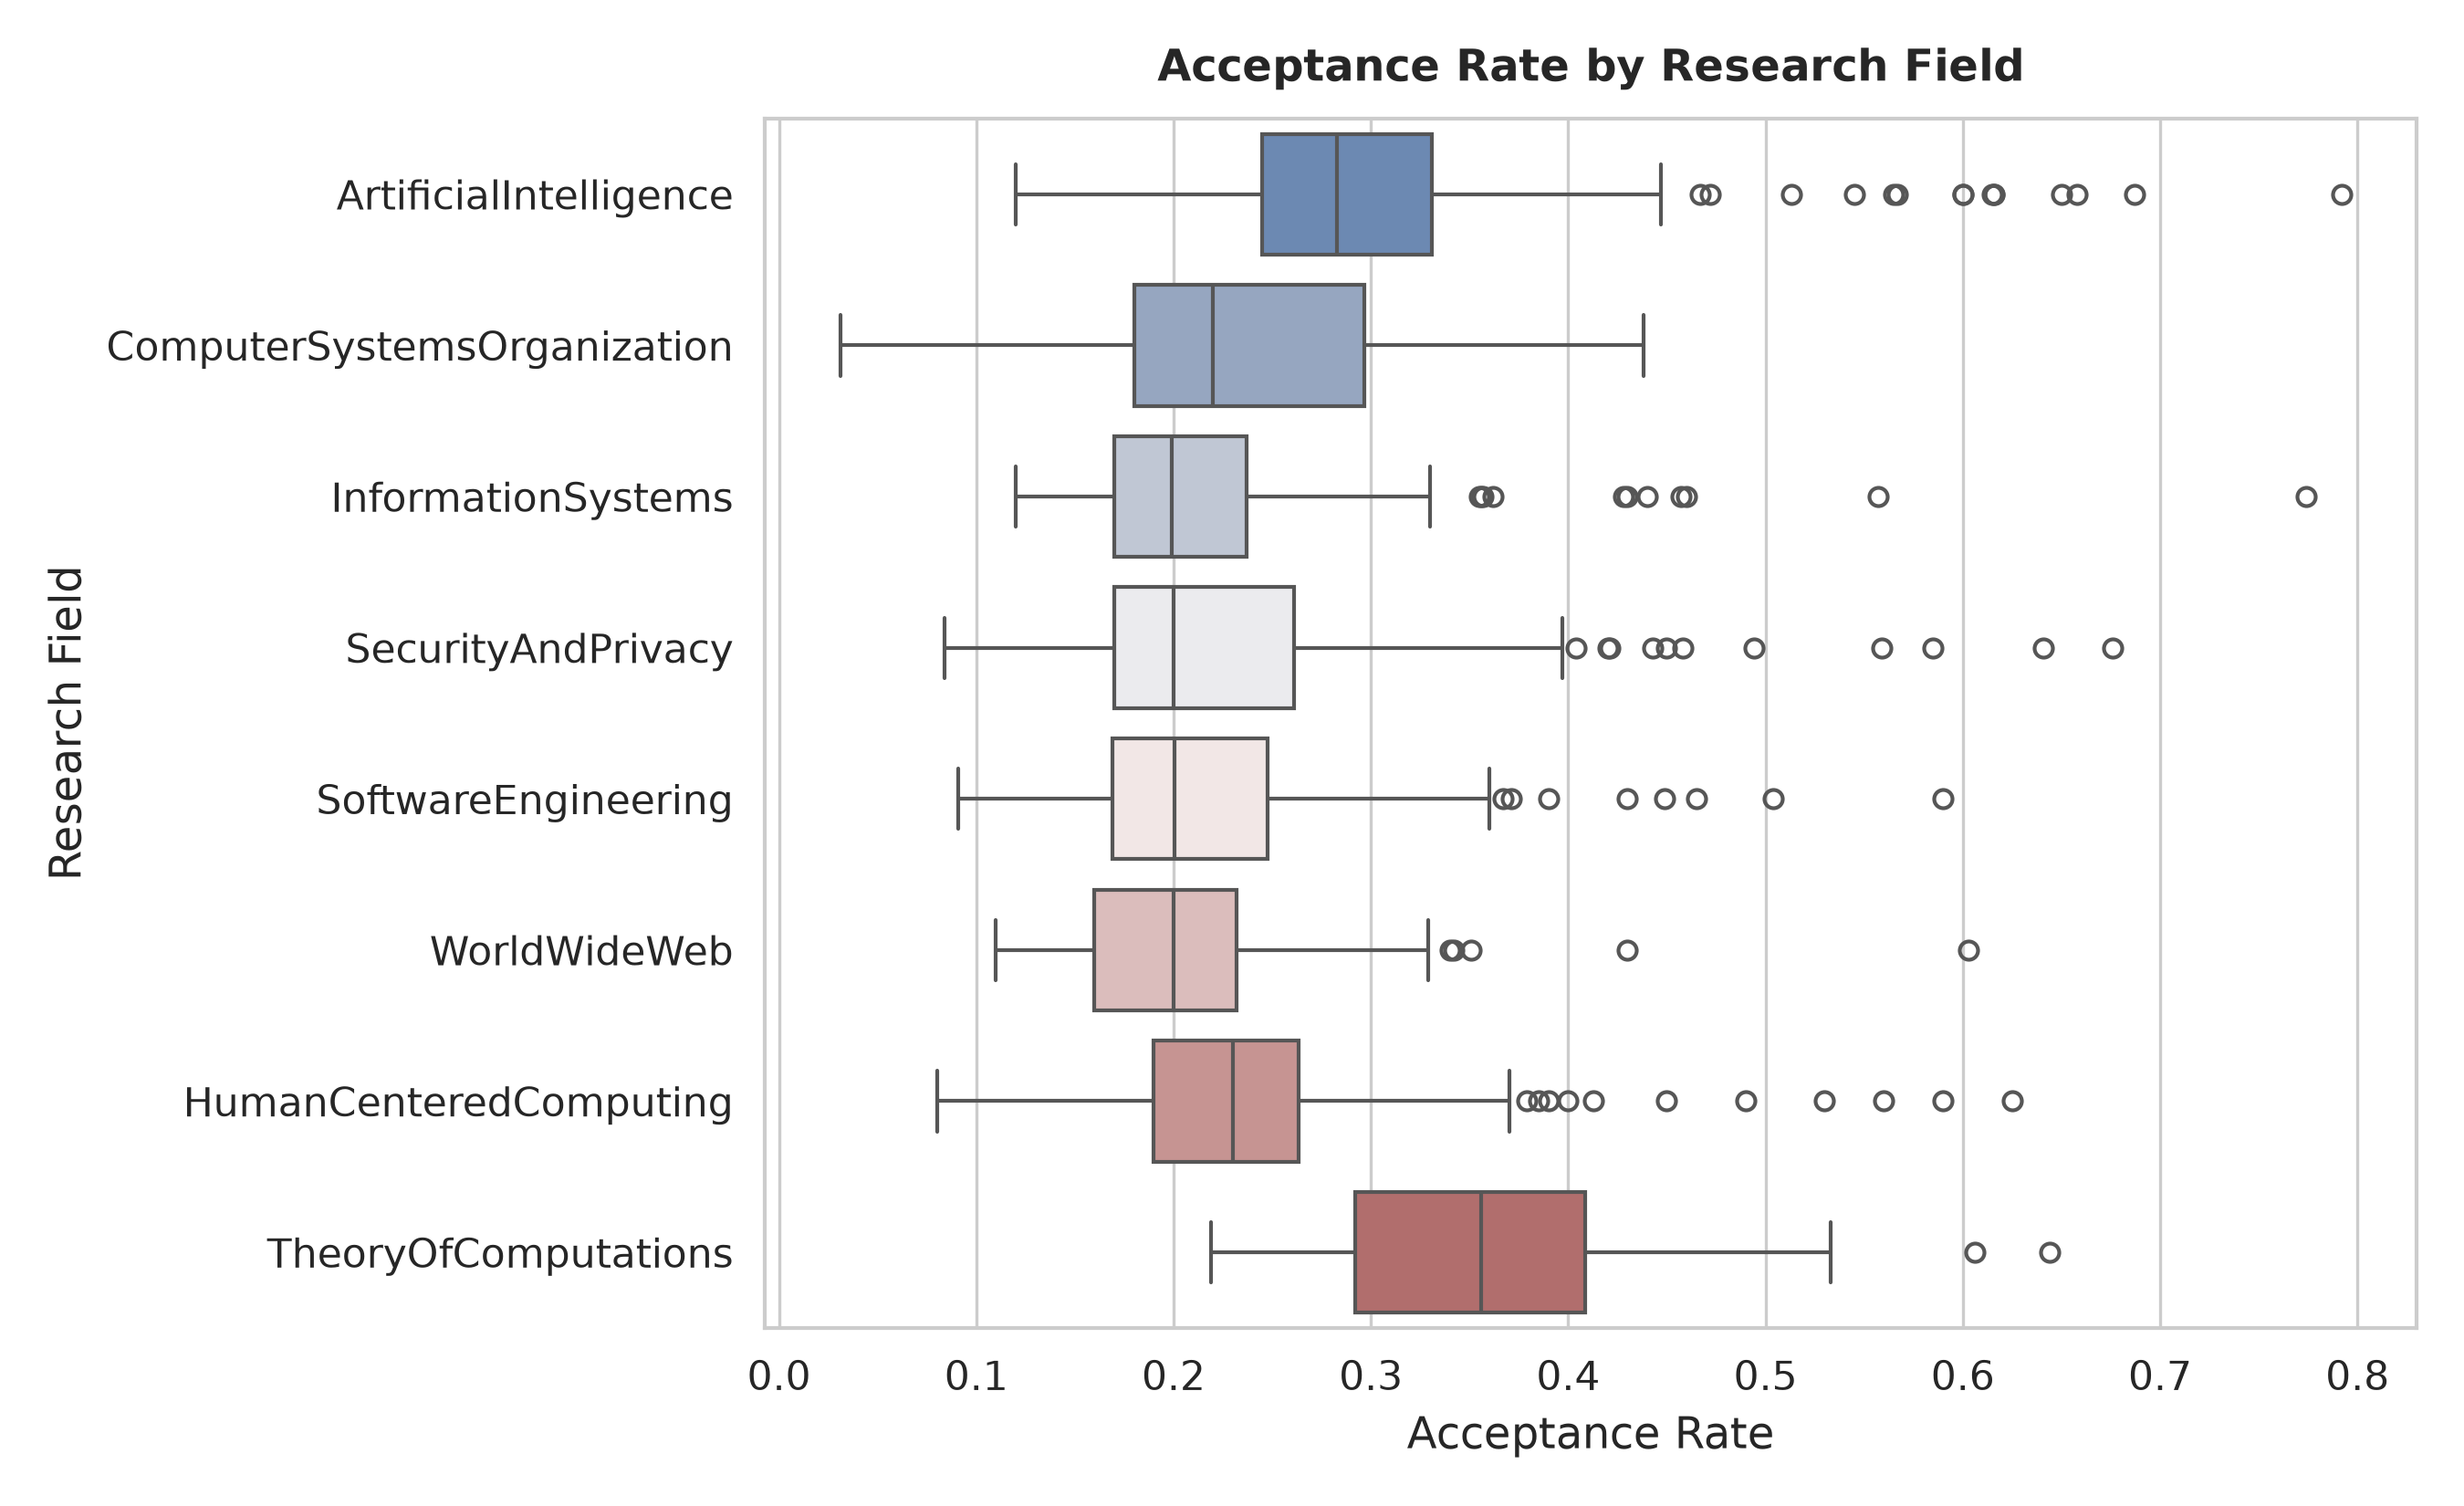 Acceptance Rate by Research Field
Research Field
ArtificialIntelligence
ComputerSystemsOrganization
InformationSystems
SecurityAndPrivacy
SoftwareEngineering
WorldWideWeb
HumanCenteredComputing
TheoryOfComputations
0.0 0.1 0.2 0.3 0.4 0.5 0.6 0.7 0.8
Acceptance Rate